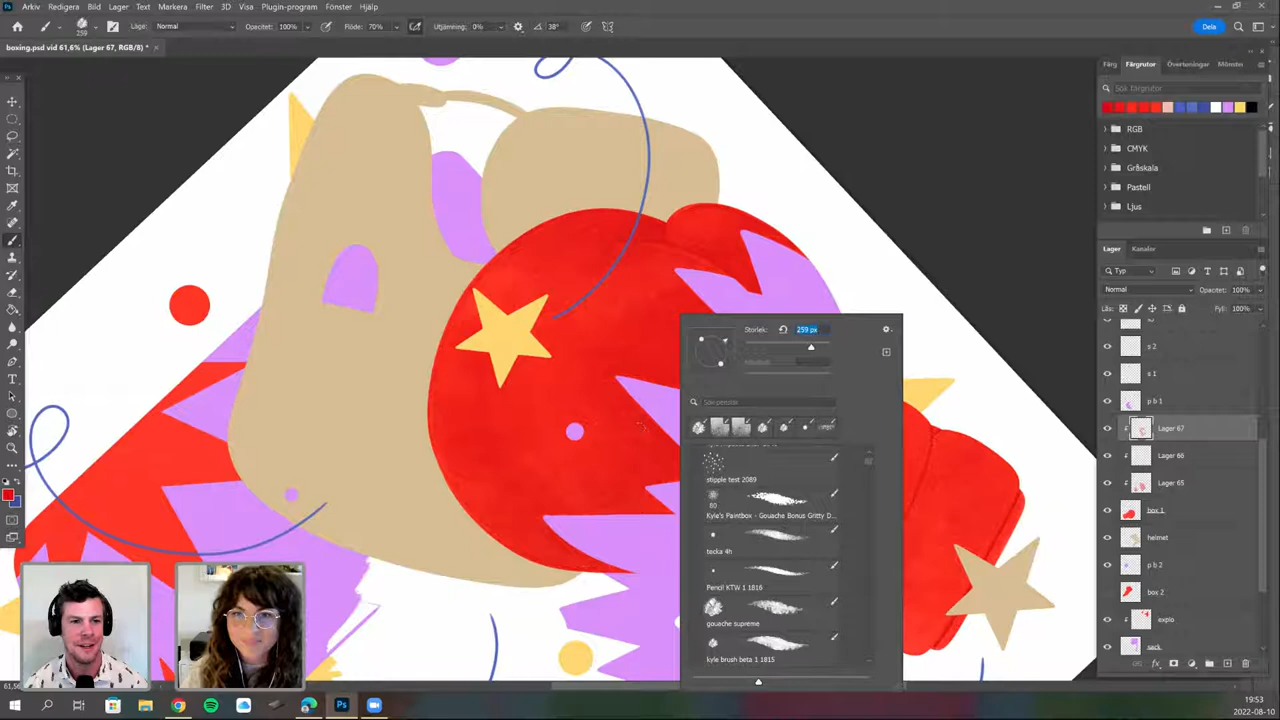 Arkiv Redigera Bild Lager Text Markera Filter 3D Visa Plugin-program Fönster Hjälp
259 Läge: Normal Opacitet: 100% Flöde: 70% Utjämning: 0% 38° Dela
boxing.psd vid 61,6% (Lager 67, RGB/8) *
Färg Färgrutor Övertoningar Mönster
Sök färgrutor
RGB
CMYK
Gråskala
Pastell
Ljus
Lager Kanaler
Typ
Normal Opacitet: 100%
Lås: Fyll: 100%
s 2
s 1
p b 1
Lager 67
Lager 66
Lager 65
box 1
helmet
p b 2
box 2
explo
sack
Storlek: 259 px
Sök penslar
stipple test 2089
80
Kyle's Paintbox - Gouache Bonus Gritty D...
tecka 4h
Pencil KTW 1 1816
gouache supreme
kyle brush beta 1 1815
19:53
2022-08-10